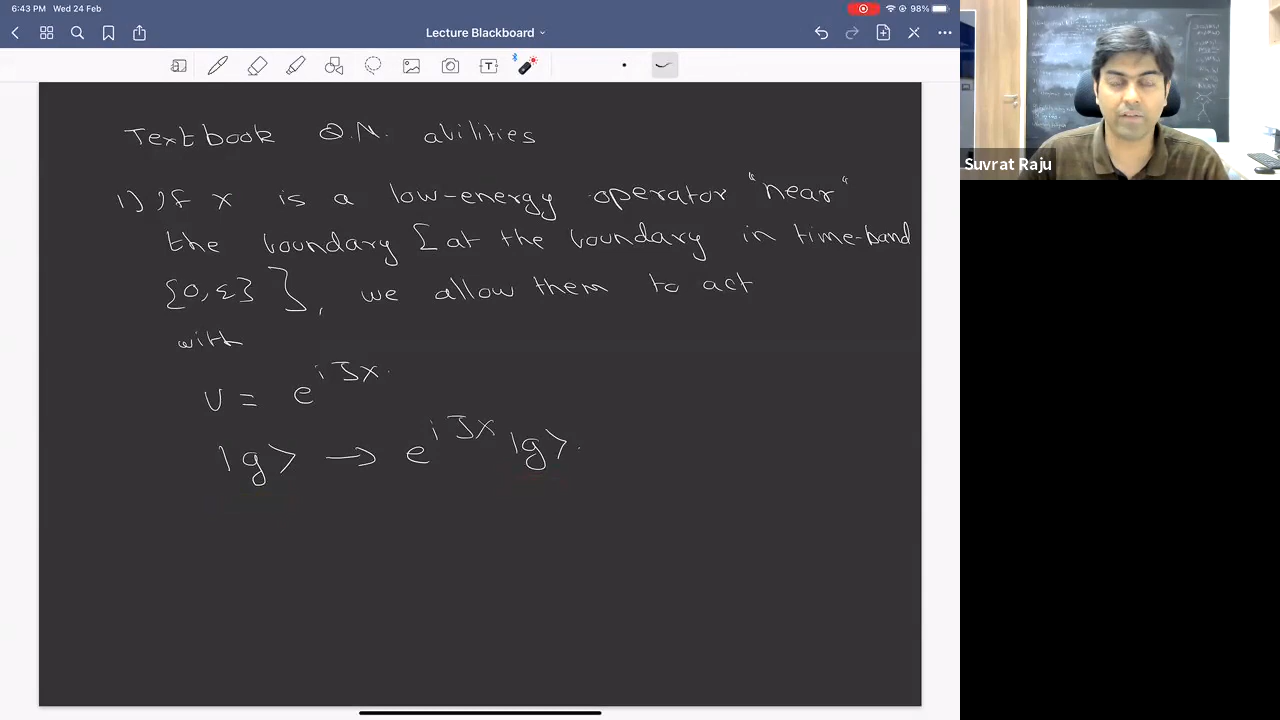 6:43 PM Wed 24 Feb
98%
Lecture Blackboard
T
Suvrat Raju
Textbook Q.M. abilities
1) If X is a low-energy operator "near"
the boundary [at the boundary in time-band
[0,ε] ], we allow them to act
with
U = e^{iJX}.
|g> → e^{iJX} |g>.